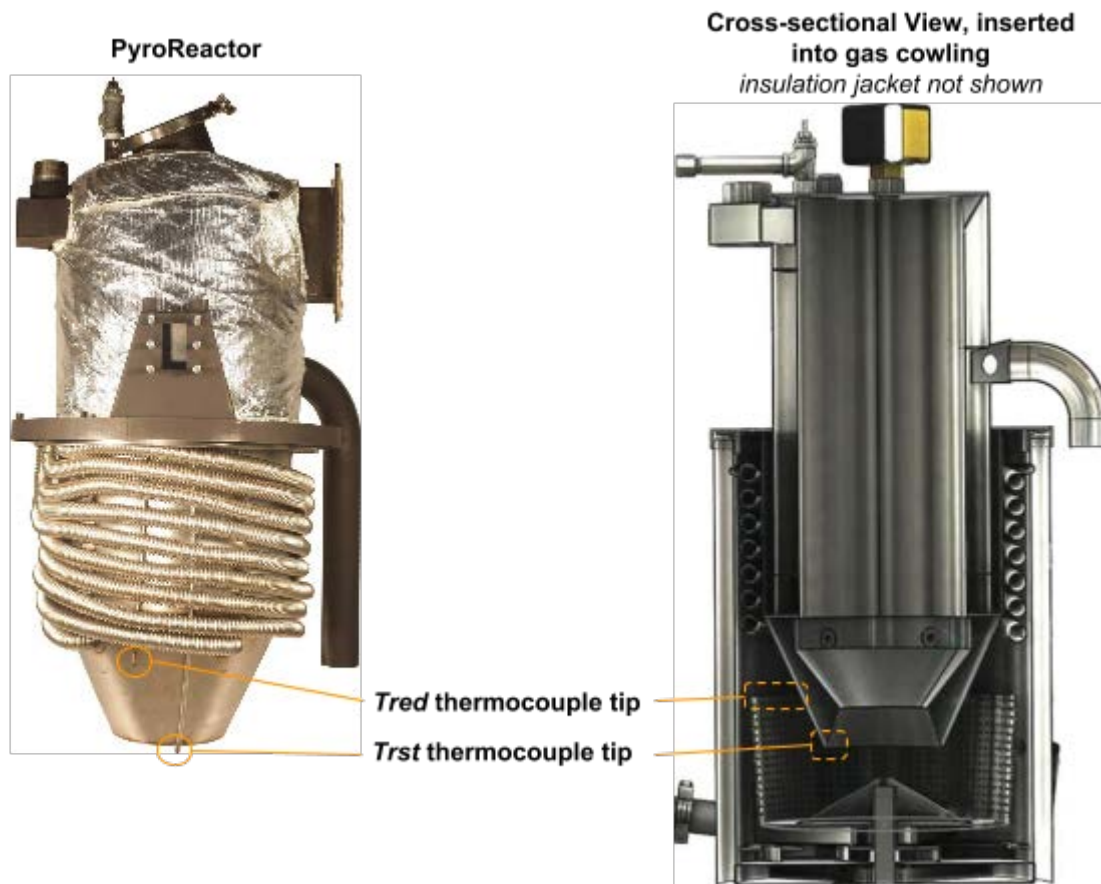 PyroReactor
Cross-sectional View, inserted
into gas cowling
insulation jacket not shown
Tred thermocouple tip
Trst thermocouple tip